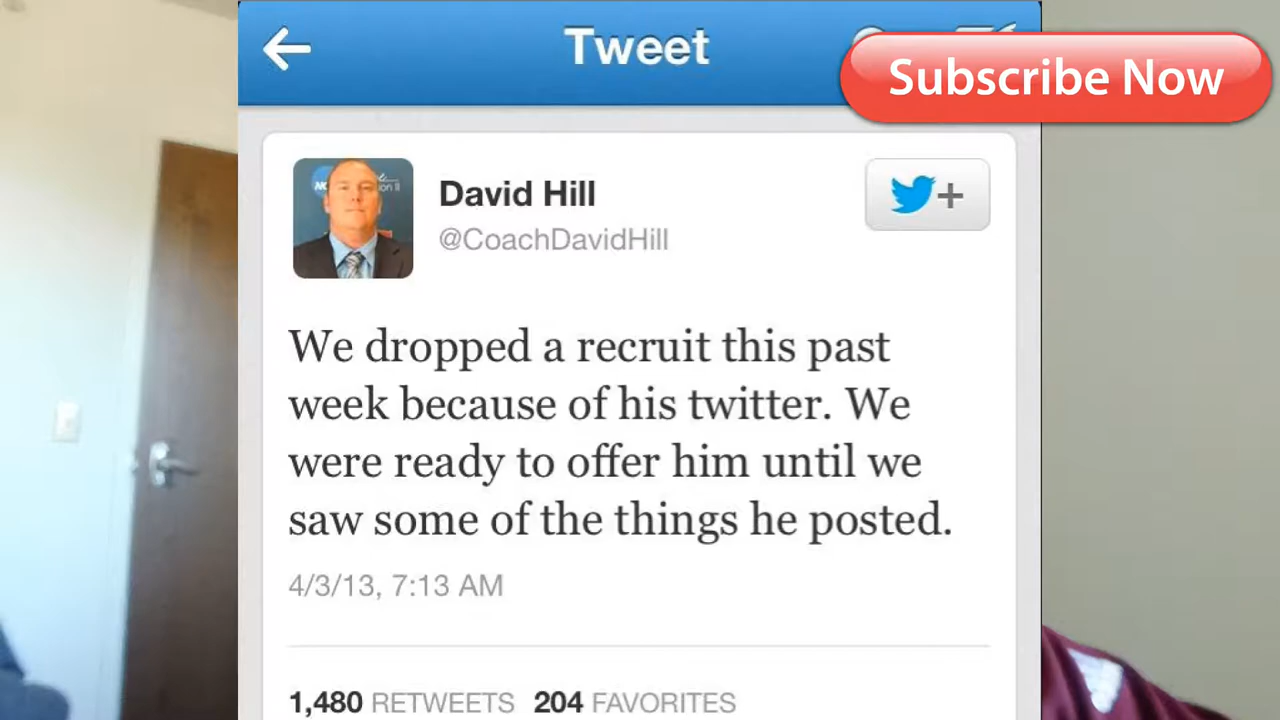 Tweet
Subscribe Now
David Hill
@CoachDavidHill
We dropped a recruit this past
week because of his twitter. We
were ready to offer him until we
saw some of the things he posted.
4/3/13, 7:13 AM
1,480 RETWEETS 204 FAVORITES